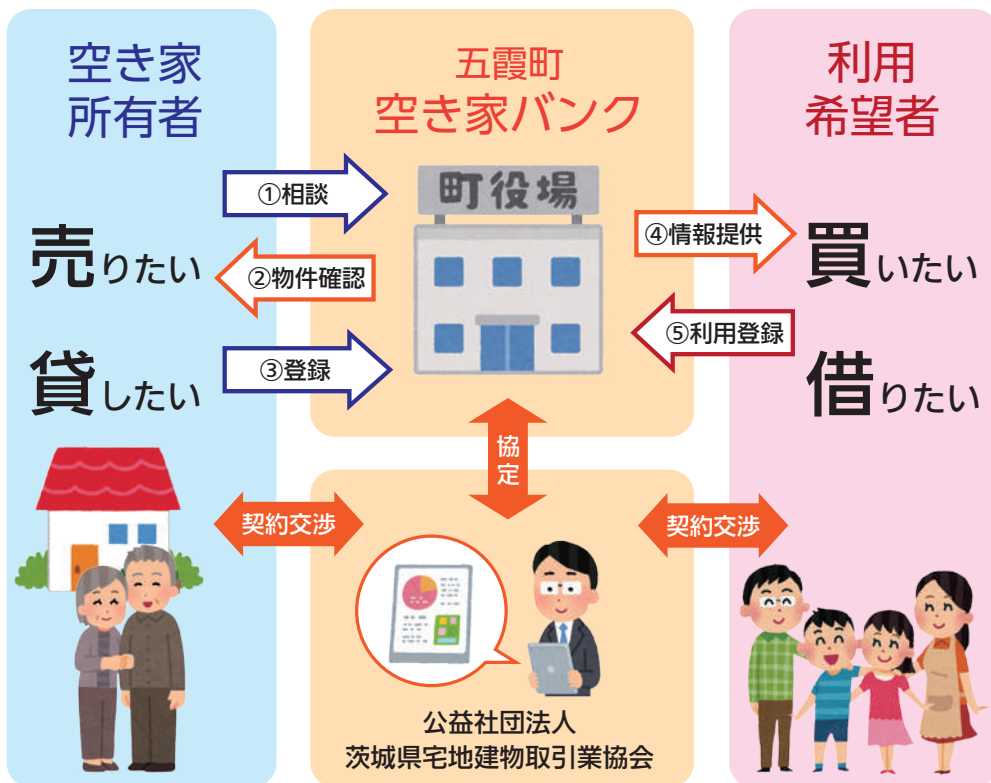 空き家
所有者
売りたい
貸したい
五霞町
空き家バンク
町役場
①相談
②物件確認
③登録
④情報提供
⑤利用登録
利用
希望者
買いたい
借りたい
協
定
契約交渉
契約交渉
公益社団法人
茨城県宅地建物取引業協会